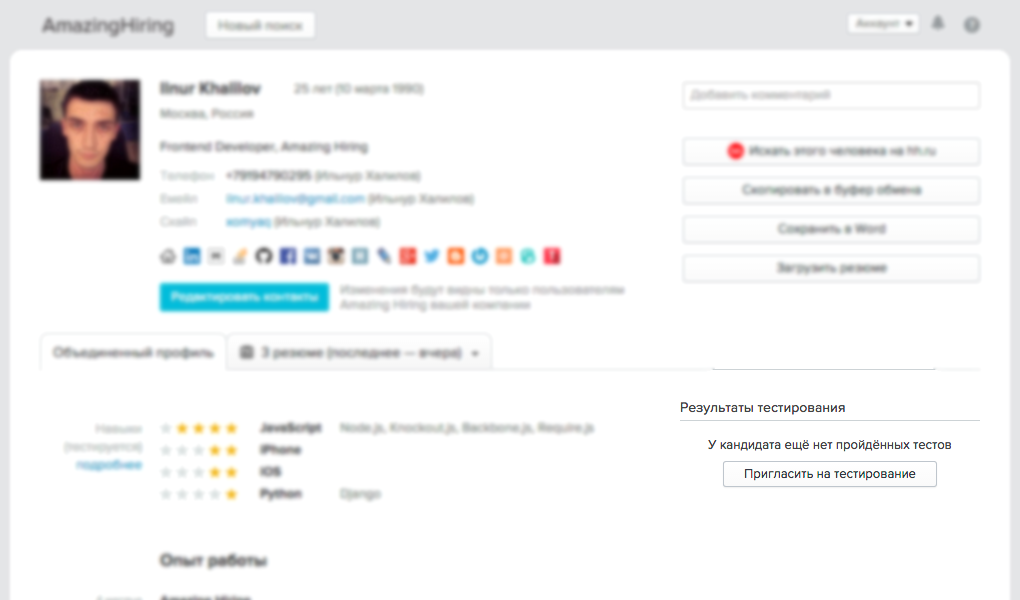 AmazingHiring
Новый поиск
Аккаунт
Ilnur Khalilov 25 лет (10 марта 1990)
Москва, Россия
Frontend Developer, Amazing Hiring
Телефон +79194790295 (Ильнур Халилов)
Емейл linur.khalilov@gmail.com (Ильнур Халилов)
Скайп (Ильнур Халилов)
Редактировать контакты
Изменения будут видны только пользователям
Amazing Hiring вашей компании
Добавить комментарий
Искать этого человека на hh.ru
Скопировать в буфер обмена
Сохранить в Word
Загрузить резюме
Объединенный профиль
3 резюме (последнее — вчера)
Навыки
(тестируется)
подробнее
JavaScript Node.js, Knockout.js, Backbone.js, Require.js
iPhone
iOS
Python Django
Результаты тестирования
У кандидата ещё нет пройдённых тестов
Пригласить на тестирование
Опыт работы
Amazing Hiring